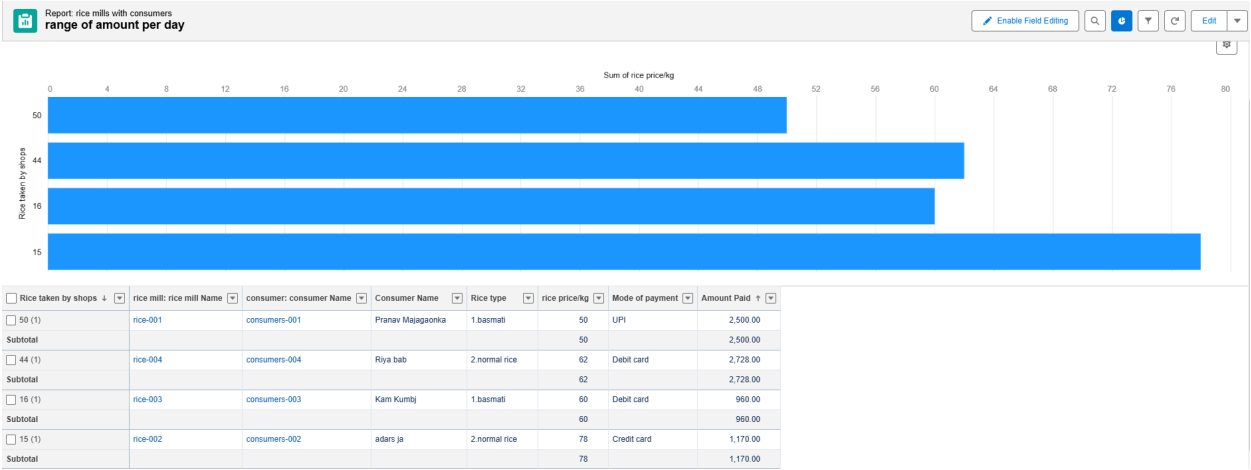 Report: rice mills with consumers
range of amount per day
Enable Field Editing
Edit
Sum of rice price/kg
0 4 8 12 16 20 24 28 32 36 40 44 48 52 56 60 64 68 72 76 80
Rice taken by shops
50
44
16
15
Rice taken by shops ↓ rice mill: rice mill Name consumer: consumer Name Consumer Name Rice type rice price/kg Mode of payment Amount Paid ↑
50 (1) rice-001 consumers-001 Pranav Majagaonka 1.basmati 50 UPI 2,500.00
Subtotal 50 2,500.00
44 (1) rice-004 consumers-004 Riya bab 2.normal rice 62 Debit card 2,728.00
Subtotal 62 2,728.00
16 (1) rice-003 consumers-003 Kam Kumbj 1.basmati 60 Debit card 960.00
Subtotal 60 960.00
15 (1) rice-002 consumers-002 adars ja 2.normal rice 78 Credit card 1,170.00
Subtotal 78 1,170.00